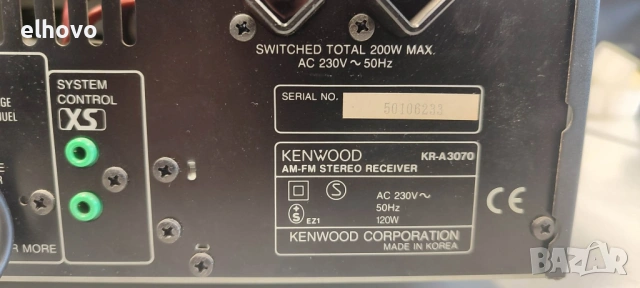 elhovo
SWITCHED TOTAL 200W MAX.
AC 230V ~ 50Hz
SYSTEM
CONTROL
XS
SERIAL NO.
50106233
KENWOOD KR-A3070
AM-FM STEREO RECEIVER
S
S
EZ1
AC 230V~
50Hz
120W
CE
KENWOOD CORPORATION
MADE IN KOREA
R MORE
BAZAR